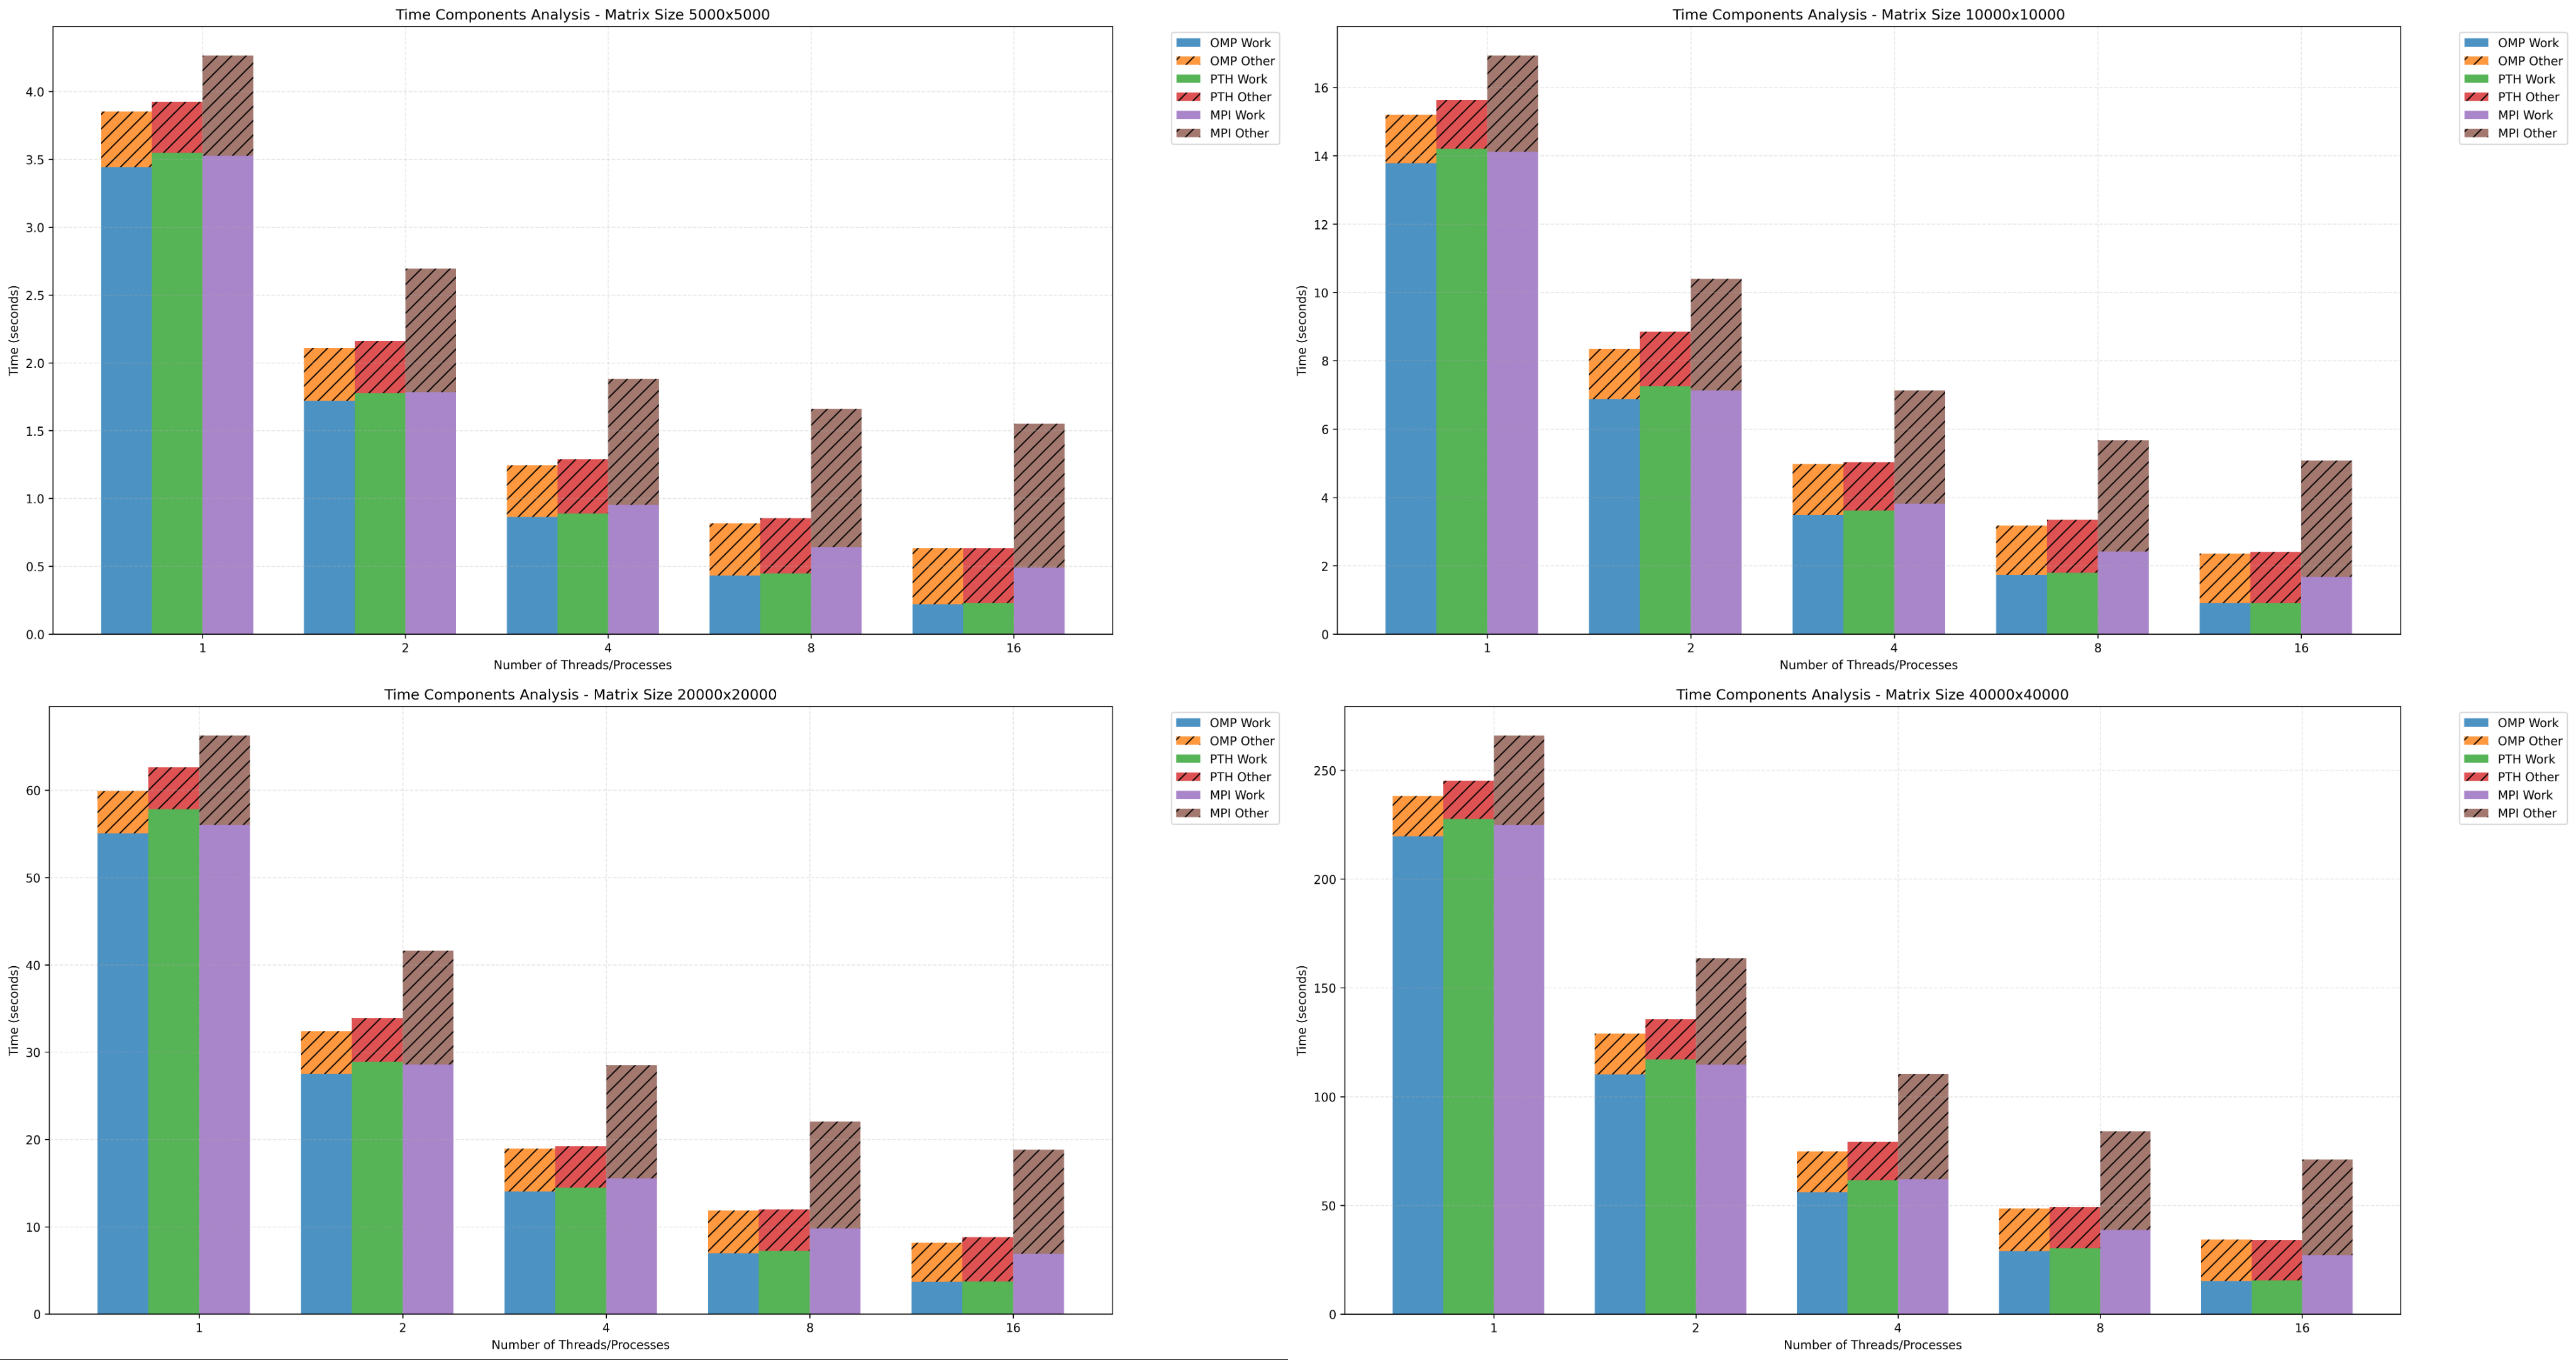 Time Components Analysis - Matrix Size 5000x5000
4.0
3.5
3.0
2.5
2.0
1.5
1.0
0.5
0.0
Time (seconds)
1 2 4 8 16
Number of Threads/Processes
OMP Work
OMP Other
PTH Work
PTH Other
MPI Work
MPI Other
Time Components Analysis - Matrix Size 10000x10000
16
14
12
10
8
6
4
2
0
Time (seconds)
1 2 4 8 16
Number of Threads/Processes
OMP Work
OMP Other
PTH Work
PTH Other
MPI Work
MPI Other
Time Components Analysis - Matrix Size 20000x20000
60
50
40
30
20
10
0
Time (seconds)
1 2 4 8 16
Number of Threads/Processes
OMP Work
OMP Other
PTH Work
PTH Other
MPI Work
MPI Other
Time Components Analysis - Matrix Size 40000x40000
250
200
150
100
50
0
Time (seconds)
1 2 4 8 16
Number of Threads/Processes
OMP Work
OMP Other
PTH Work
PTH Other
MPI Work
MPI Other